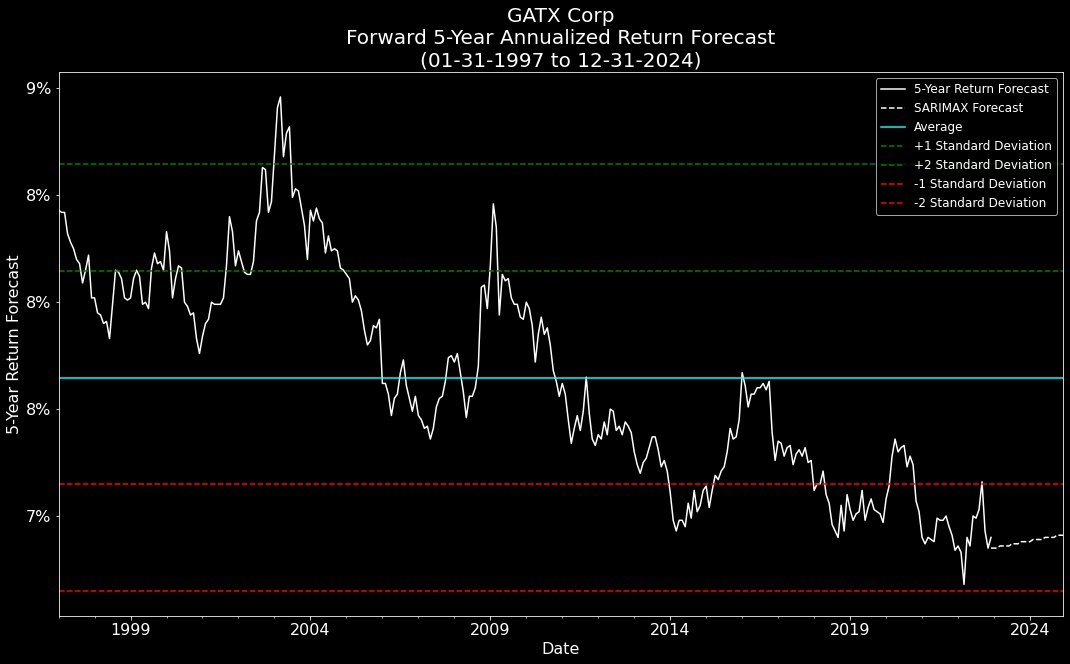 GATX Corp
Forward 5-Year Annualized Return Forecast
(01-31-1997 to 12-31-2024)
9%
8%
8%
8%
7%
5-Year Return Forecast
5-Year Return Forecast
SARIMAX Forecast
Average
+1 Standard Deviation
+2 Standard Deviation
-1 Standard Deviation
-2 Standard Deviation
1999
2004
2009
2014
2019
2024
Date